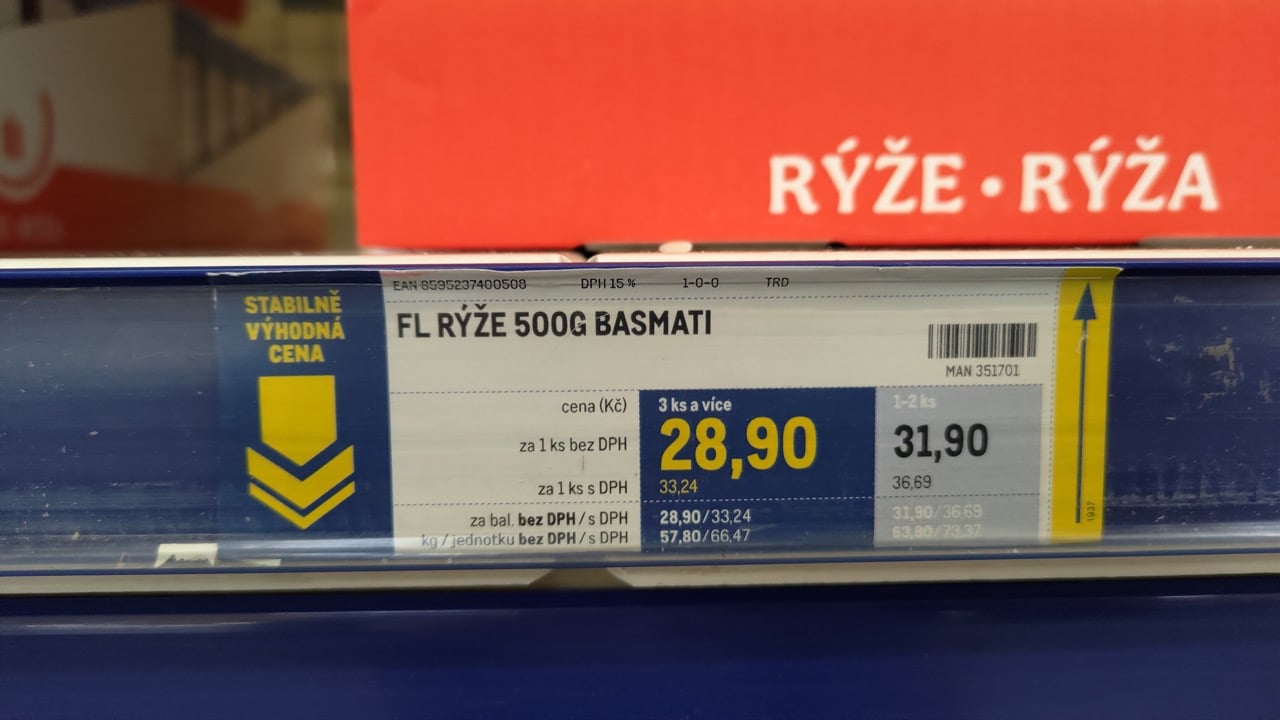 RÝŽE • RÝŽA
STABILNĚ
VÝHODNÁ
CENA
EAN 8595237400508 DPH 15 % 1-0-0 TRD
FL RÝŽE 500G BASMATI
MAN 351701
cena (Kč) 3 ks a více 1-2 ks
za 1 ks bez DPH 28,90 31,90
za 1 ks s DPH 33,24 36,69
za bal. bez DPH / s DPH 28,90/33,24 31,90/36,69
kg / jednotku bez DPH / s DPH 57,80/66,47 63,80/73,37
1937